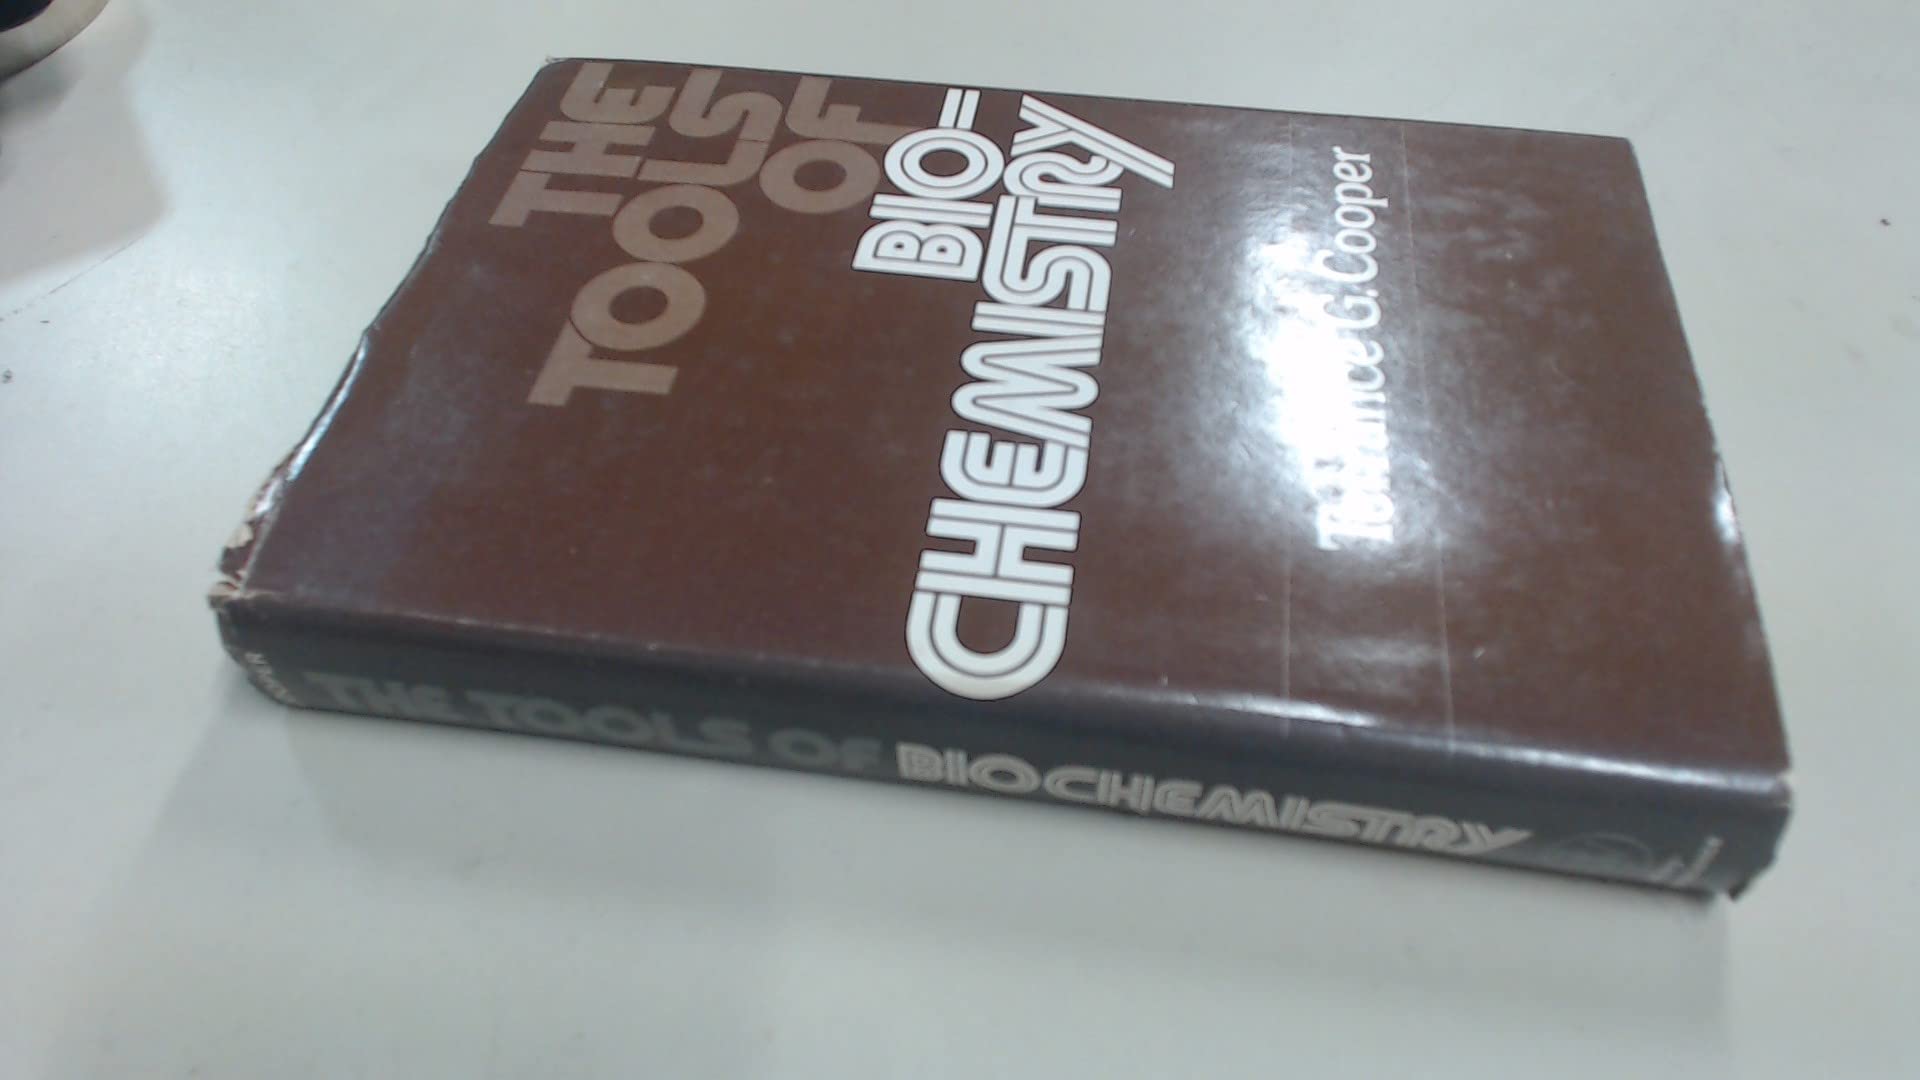 THE
TOOLS
OF
BIO-
CHEMISTRY
Terrance G. Cooper
THE TOOLS OF BIOCHEMISTRY